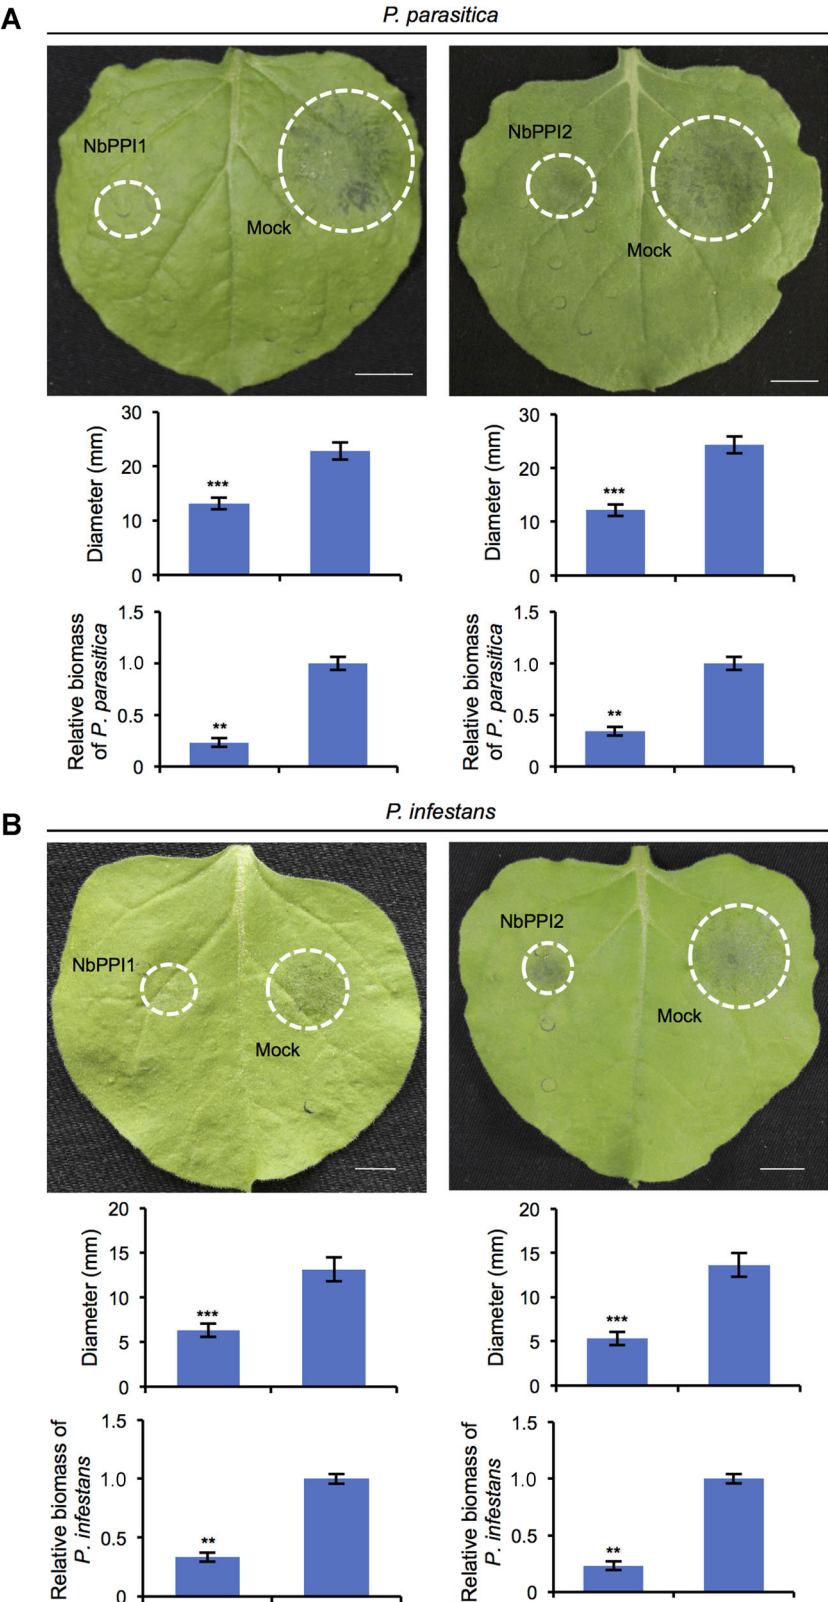 A
P. parasitica
NbPPI1
Mock
NbPPI2
Mock
Diameter (mm)
30
20
10
0
***
Diameter (mm)
30
20
10
0
***
Relative biomass
of P. parasitica
1.5
1.0
0.5
0
**
Relative biomass
of P. parasitica
1.5
1.0
0.5
0
**
B
P. infestans
NbPPI1
Mock
NbPPI2
Mock
Diameter (mm)
20
15
10
5
0
***
Diameter (mm)
20
15
10
5
0
***
Relative biomass of
P. infestans
1.5
1.0
0.5
0
**
Relative biomass of
P. infestans
1.5
1.0
0.5
0
**